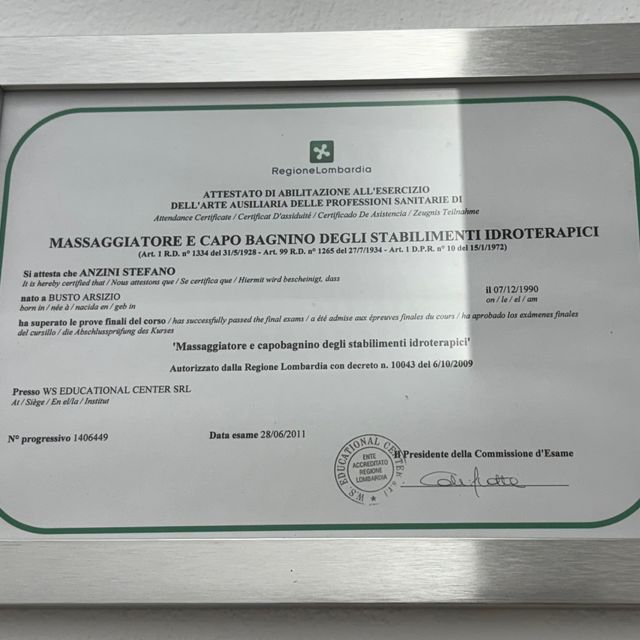 RegioneLombardia
ATTESTATO DI ABILITAZIONE ALL'ESERCIZIO
DELL'ARTE AUSILIARIA DELLE PROFESSIONI SANITARIE DI
Attendance Certificate / Certificat D'assiduité / Certificado De Asistencia / Zeugnis Teilnahme
MASSAGGIATORE E CAPO BAGNINO DEGLI STABILIMENTI IDROTERAPICI
(Art. 1 R.D. n° 1334 del 31/5/1928 - Art. 99 R.D. n° 1265 del 27/7/1934 - Art. 1 D.P.R. n° 10 del 15/1/1972)
Si attesta che ANZINI STEFANO
It is hereby certified that / Nous attestons que / Se certifica que / Hiermit wird bescheinigt, dass
nato a BUSTO ARSIZIO il 07/12/1990
born in / née à / nacida en / geb in on / le / el / am
ha superato le prove finali del corso / has successfully passed the final exams / a été admise aux épreuves finales du cours / ha aprobado los exámenes finales
del cursillo / die Abschlussprüfung des Kurses
'Massaggiatore e capobagnino degli stabilimenti idroterapici'
Autorizzato dalla Regione Lombardia con decreto n. 10043 del 6/10/2009
Presso WS EDUCATIONAL CENTER SRL
At / Siège / En el/la / Institut
N° progressivo 1406449 Data esame 28/06/2011
Il Presidente della Commissione d'Esame
WS EDUCATIONAL CENTER srl
ENTE
ACCREDITATO
REGIONE
LOMBARDIA